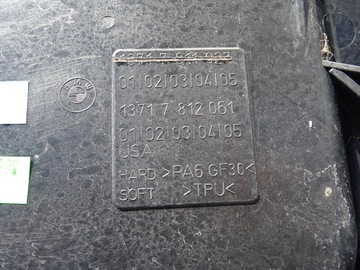 01|02|03|04|05
1371 7 812 061
01|02|03|04|05
USA
HARD >PA6 GF30<
SOFT >TPU<